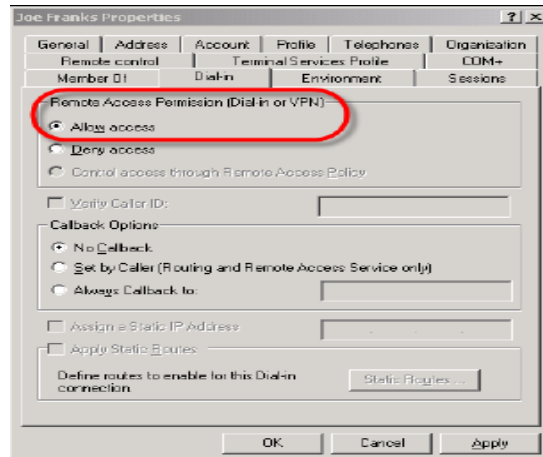 Joe Franks Properties
General Address Account Profile Telephones Organization
Remote control Terminal Services Profile COM+
Member Of Dial-in Environment Sessions
Remote Access Permission (Dial-in or VPN)
Allow access
Deny access
Control access through Remote Access Policy
Verify Caller ID:
Callback Options
No Callback
Set by Caller (Routing and Remote Access Service only)
Always Callback to:
Assign a Static IP Address
Apply Static Routes
Define routes to enable for this Dial-in
connection.
Static Routes ...
OK Cancel Apply